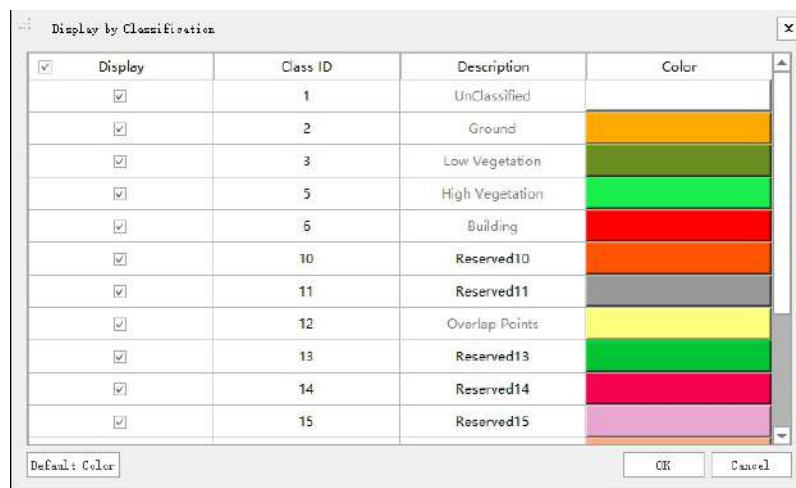 Display by Classification
Display Class ID Description Color
1 UnClassified
2 Ground
3 Low Vegetation
5 High Vegetation
6 Building
10 Reserved10
11 Reserved11
12 Overlap Points
13 Reserved13
14 Reserved14
15 Reserved15
Default Color OK Cancel